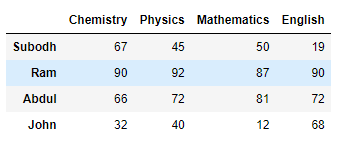 Chemistry Physics Mathematics English
Subodh 67 45 50 19
Ram 90 92 87 90
Abdul 66 72 81 72
John 32 40 12 68